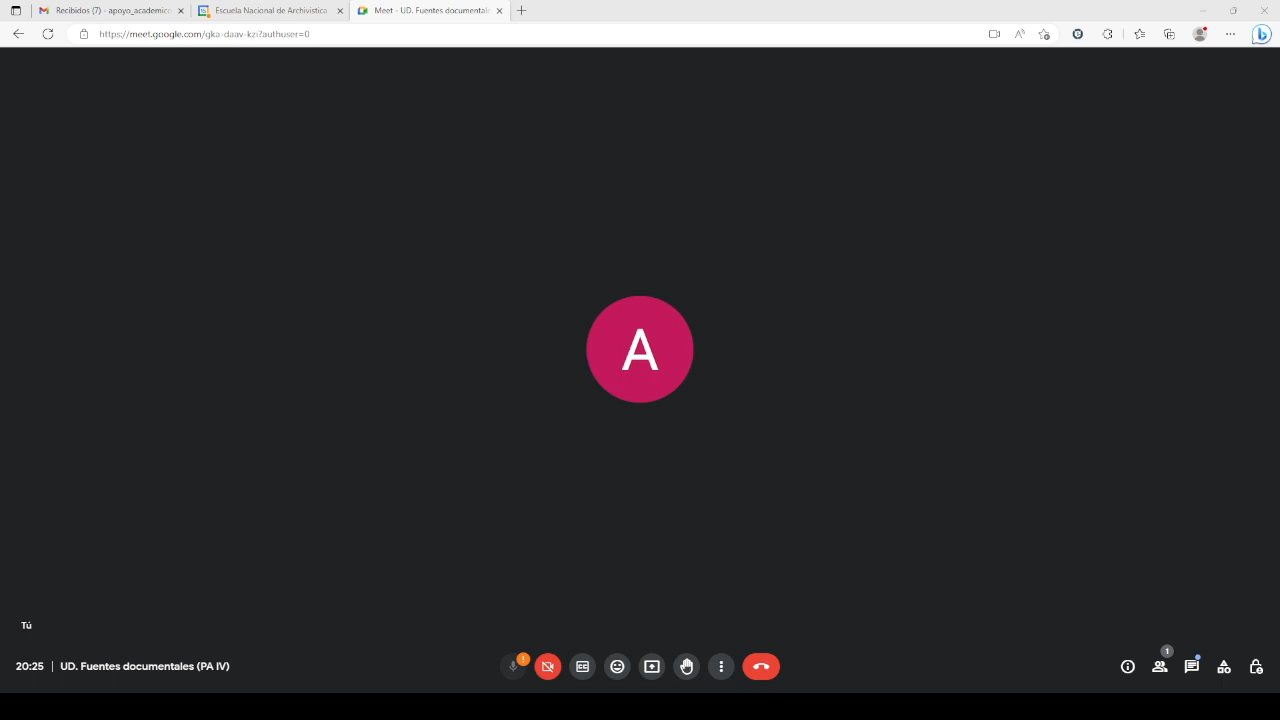 Recibidos (7) - apoyo_academico
Escuela Nacional de Archivística
Meet - UD. Fuentes documentale
https://meet.google.com/gka-daav-kzi?authuser=0
A
Tú
20:25 | UD. Fuentes documentales (PA IV)
1